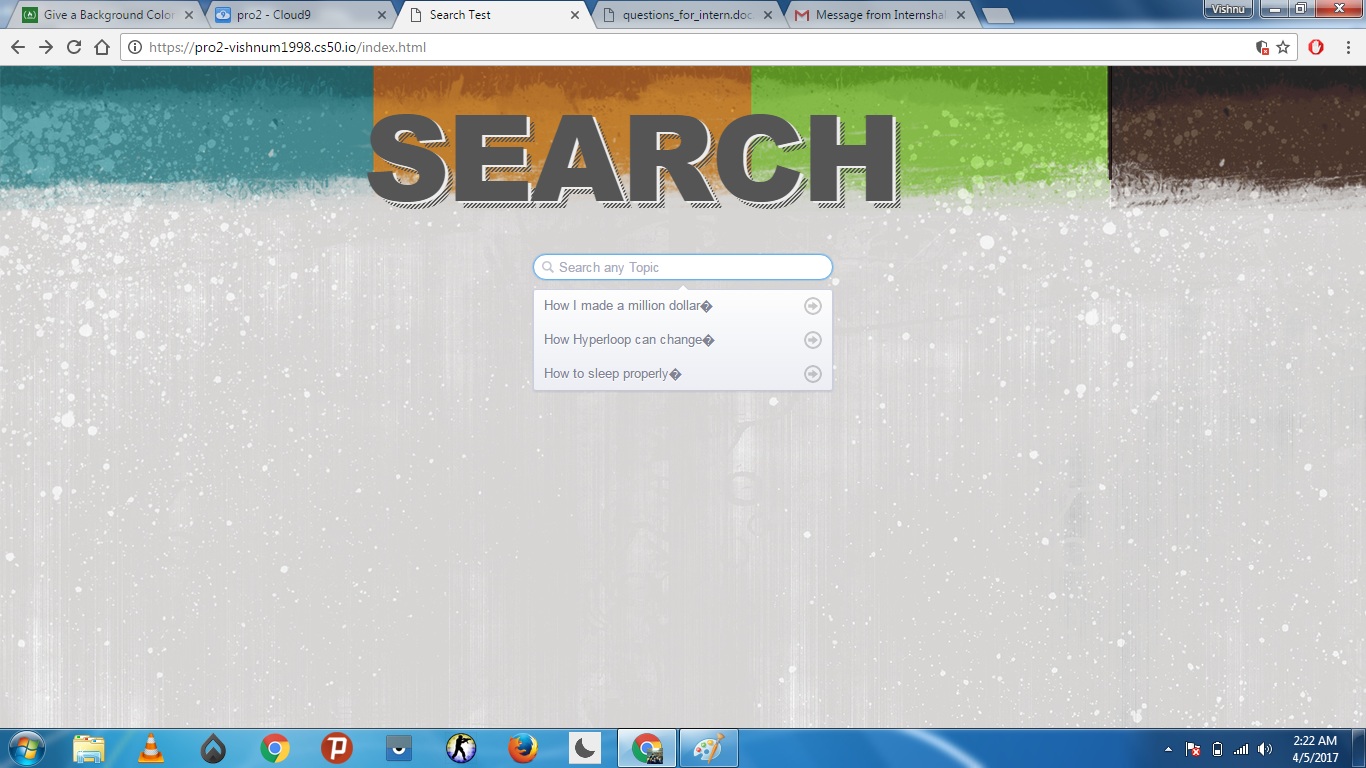 Give a Background Color
pro2 - Cloud9
Search Test
questions_for_intern.doc
Message from Internshal
Vishnu
https://pro2-vishnum1998.cs50.io/index.html
SEARCH
Search any Topic
How I made a million dollar�
How Hyperloop can change�
How to sleep properly�
2:22 AM
4/5/2017